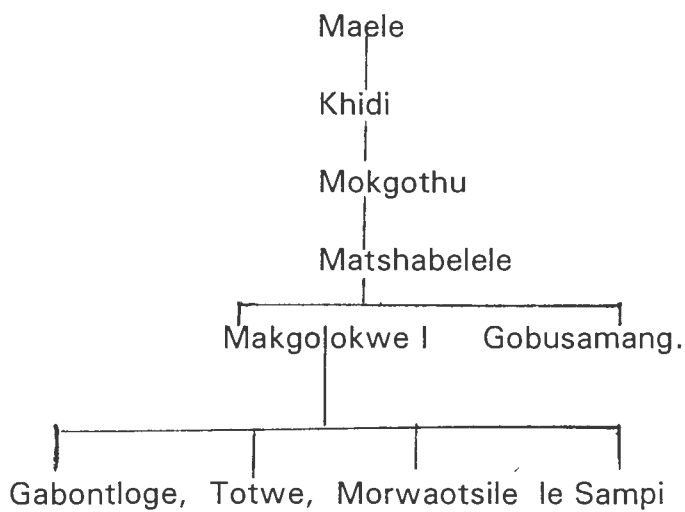 Maele
Khidi
Mokgothu
Matshabelele
Makgolokwe I Gobusamang.
Gabontloge, Totwe, Morwaotsile le Sampi